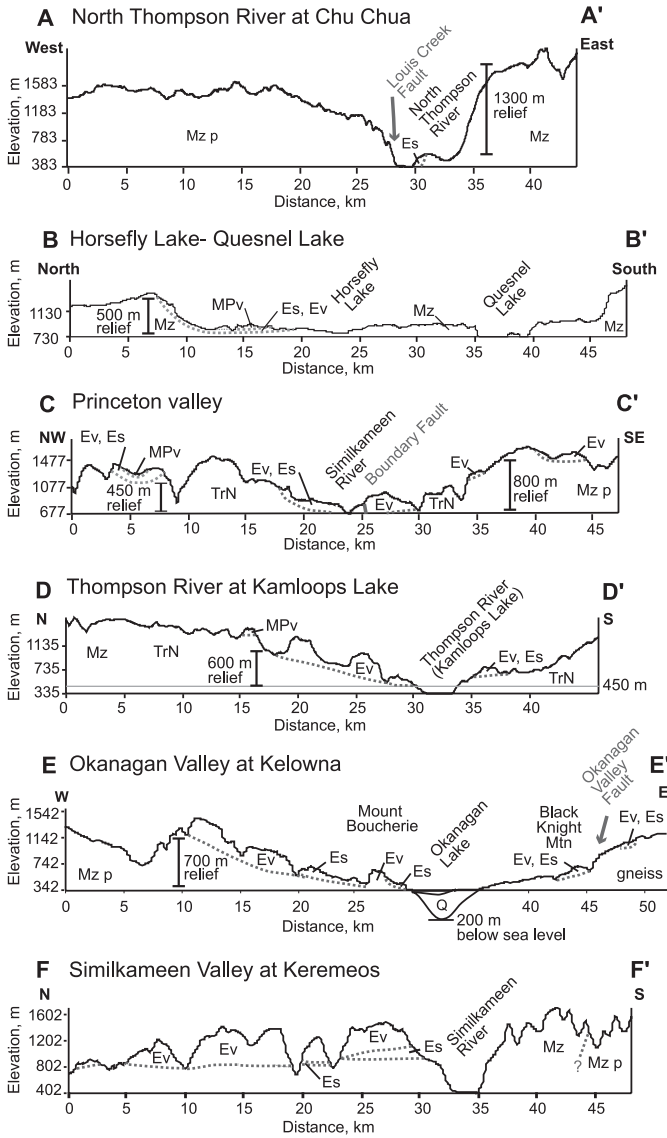 A North Thompson River at Chu Chua A'
West East
Elevation, m
1583
1183
783
383
Louis Creek
Fault
North
Thompson
River
1300 m
relief
Mz p
Es
Mz
0 5 10 15 20 25 30 35 40
Distance, km
B Horsefly Lake- Quesnel Lake B'
North South
Elevation, m
1130
730
500 m
relief
Mz
MPv
Es, Ev
Horsefly
Lake
Mz
Quesnel
Lake
Mz
0 5 10 15 20 25 30 35 40 45
Distance, km
C Princeton valley C'
NW SE
Elevation, m
1477
1077
677
Ev, Es
MPv
450 m
relief
TrN
Ev, Es
Similkameen
River
Boundary Fault
Ev
TrN
Ev
800 m
relief
Ev
Mz p
0 5 10 15 20 25 30 35 40 45
Distance, km
D Thompson River at Kamloops Lake D'
N S
Elevation, m
1135
735
335
Mz
TrN
MPv
600 m
relief
Ev
Thompson River
(Kamloops Lake)
Ev, Es
TrN
450 m
0 5 10 15 20 25 30 35 40 45
Distance, km
E Okanagan Valley at Kelowna E'
W E
Elevation, m
1542
1142
742
342
Mz p
700 m
relief
Ev
Es
Mount
Boucherie
Ev
Es
Okanagan
Lake
Q
200 m
below sea level
Black
Knight
Mtn
Ev, Es
Okanagan
Valley
Fault
Ev, Es
gneiss
0 5 10 15 20 25 30 35 40 45 50
Distance, km
F Similkameen Valley at Keremeos F'
N S
Elevation, m
1602
1202
802
402
Ev
Ev
Es
Ev
Es
Similkameen
River
Mz
?
Mz p
0 5 10 15 20 25 30 35 40 45
Distance, km